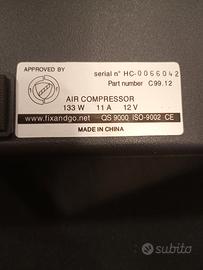 APPROVED BY
serial n° HC-0066042
Part number C99.12
AIR COMPRESSOR
133 W 11 A 12 V
www.fixandgo.net QS 9000 ISO-9002 CE
MADE IN CHINA
subito